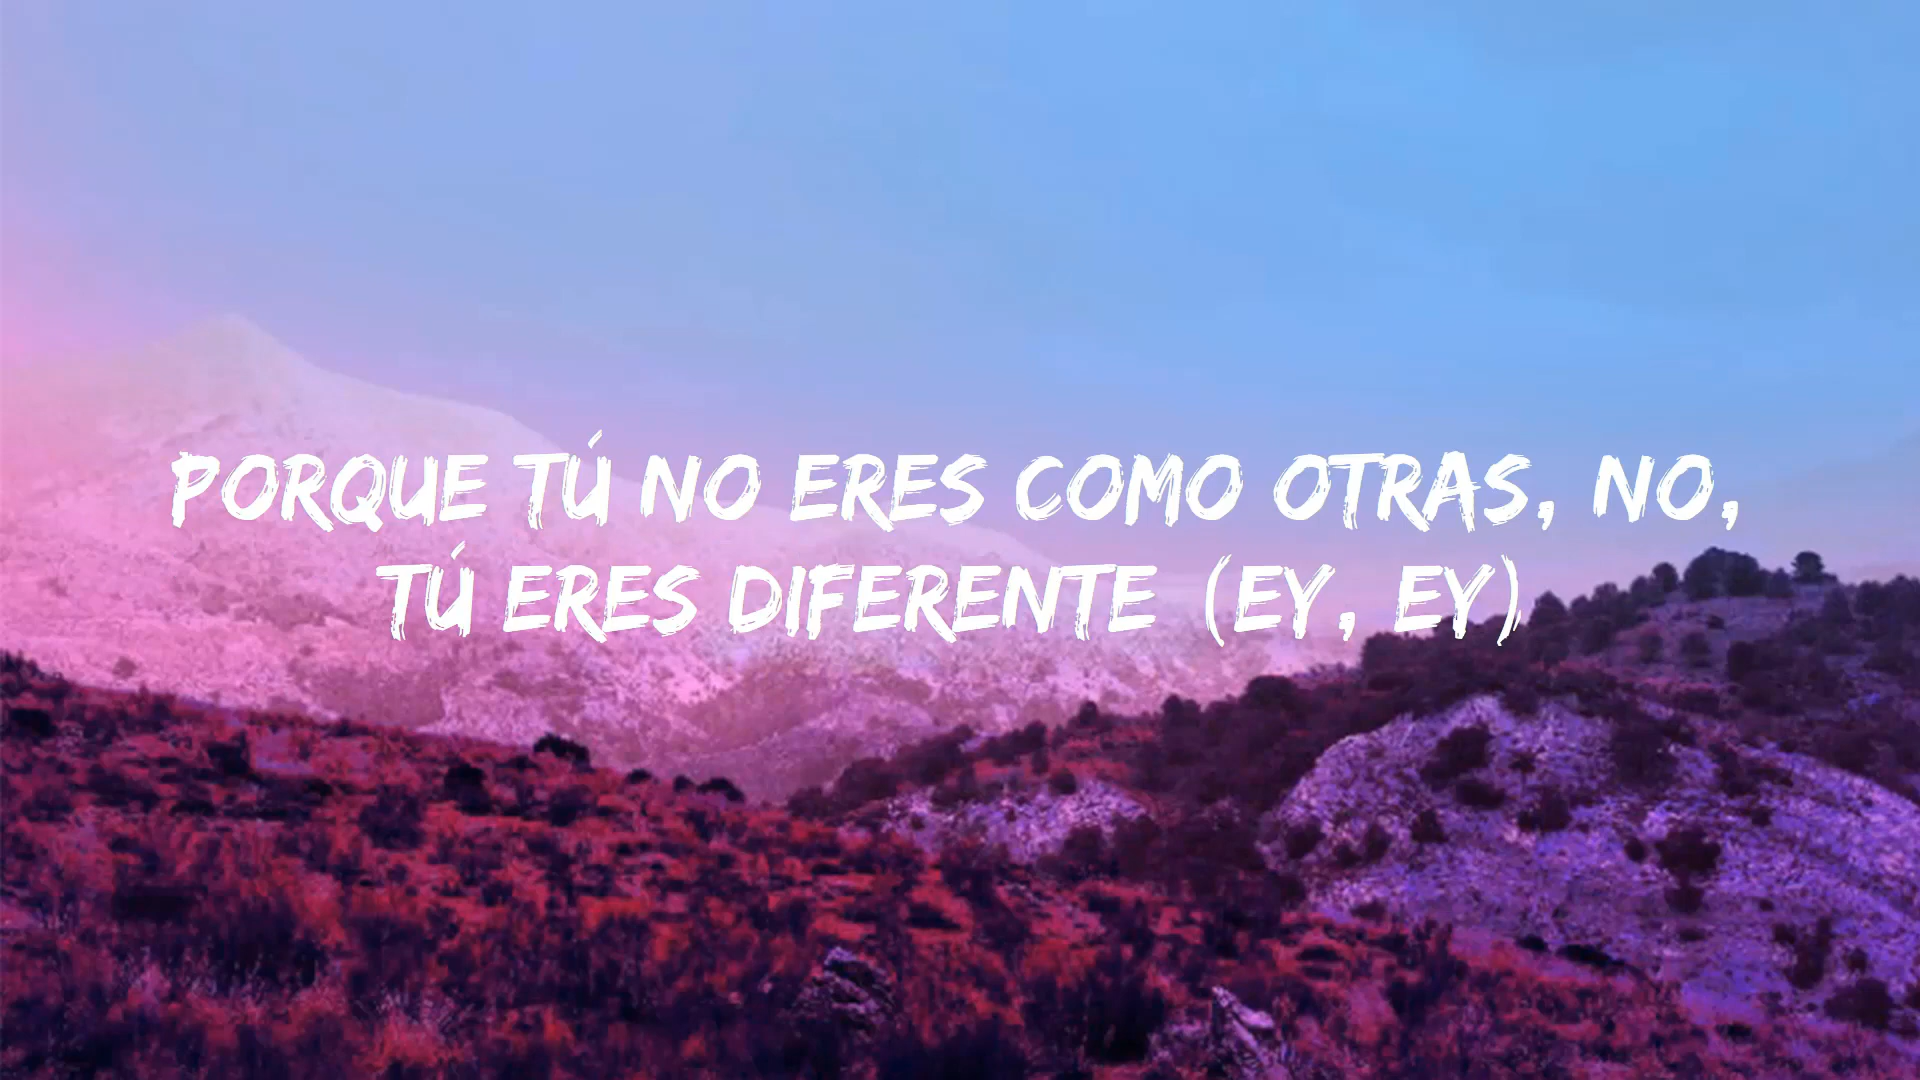 PORQUE TÚ NO ERES COMO OTRAS, NO,
TÚ ERES DIFERENTE (EY, EY)